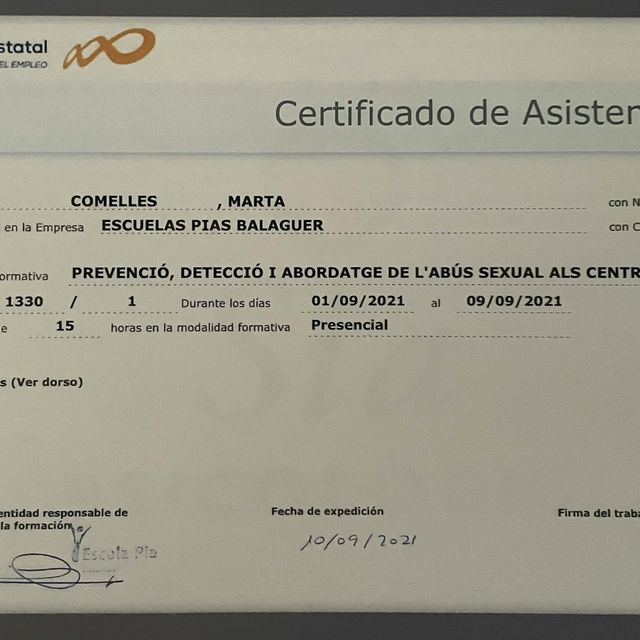 statal
EL EMPLEO
Certificado de Asisten
COMELLES , MARTA con N
en la Empresa ESCUELAS PIAS BALAGUER con C
ormativa PREVENCIÓ, DETECCIÓ I ABORDATGE DE L'ABÚS SEXUAL ALS CENTR
1330 / 1 Durante los días 01/09/2021 al 09/09/2021
e 15 horas en la modalidad formativa Presencial
s (Ver dorso)
entidad responsable de Fecha de expedición Firma del traba
la formación
10/09/2021
Escola Pia